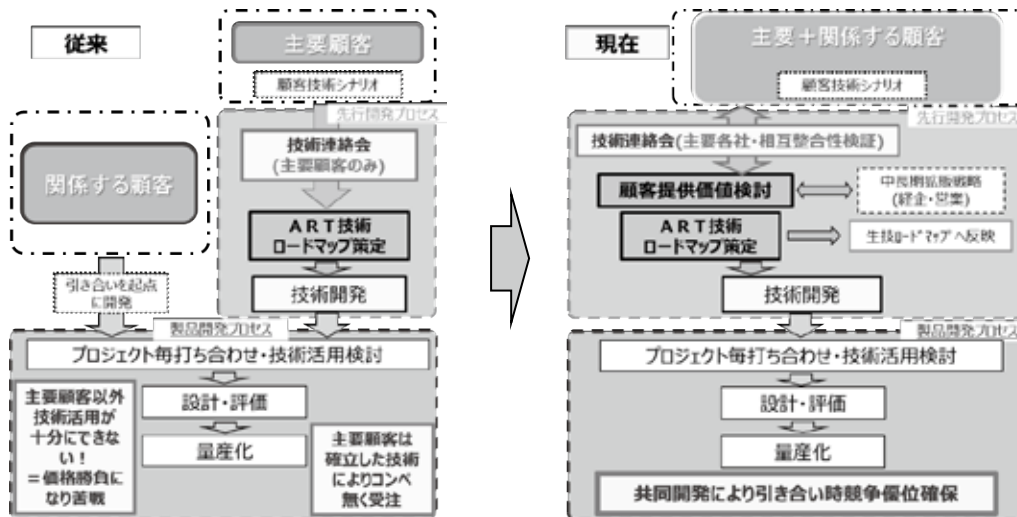 従来
主要顧客
顧客技術シナリオ
先行開発プロセス
技術連絡会
(主要顧客のみ)
関係する顧客
ART技術
ロードマップ策定
引き合いを起点
に開発
技術開発
製品開発プロセス
プロジェクト毎打ち合わせ・技術活用検討
主要顧客以外
技術活用が
十分にできな
い！
＝価格勝負に
なり苦戦
設計・評価
量産化
主要顧客は
確立した技術
によりコンペ
無く受注
現在
主要＋関係する顧客
顧客技術シナリオ
先行開発プロセス
技術連絡会(主要各社・相互整合性検証)
顧客提供価値検討
中長期拡販戦略
(経企・営業)
ART技術
ロードマップ策定
生技ﾛｰﾄﾞﾏｯﾌﾟへ反映
技術開発
製品開発プロセス
プロジェクト毎打ち合わせ・技術活用検討
設計・評価
量産化
共同開発により引き合い時競争優位確保